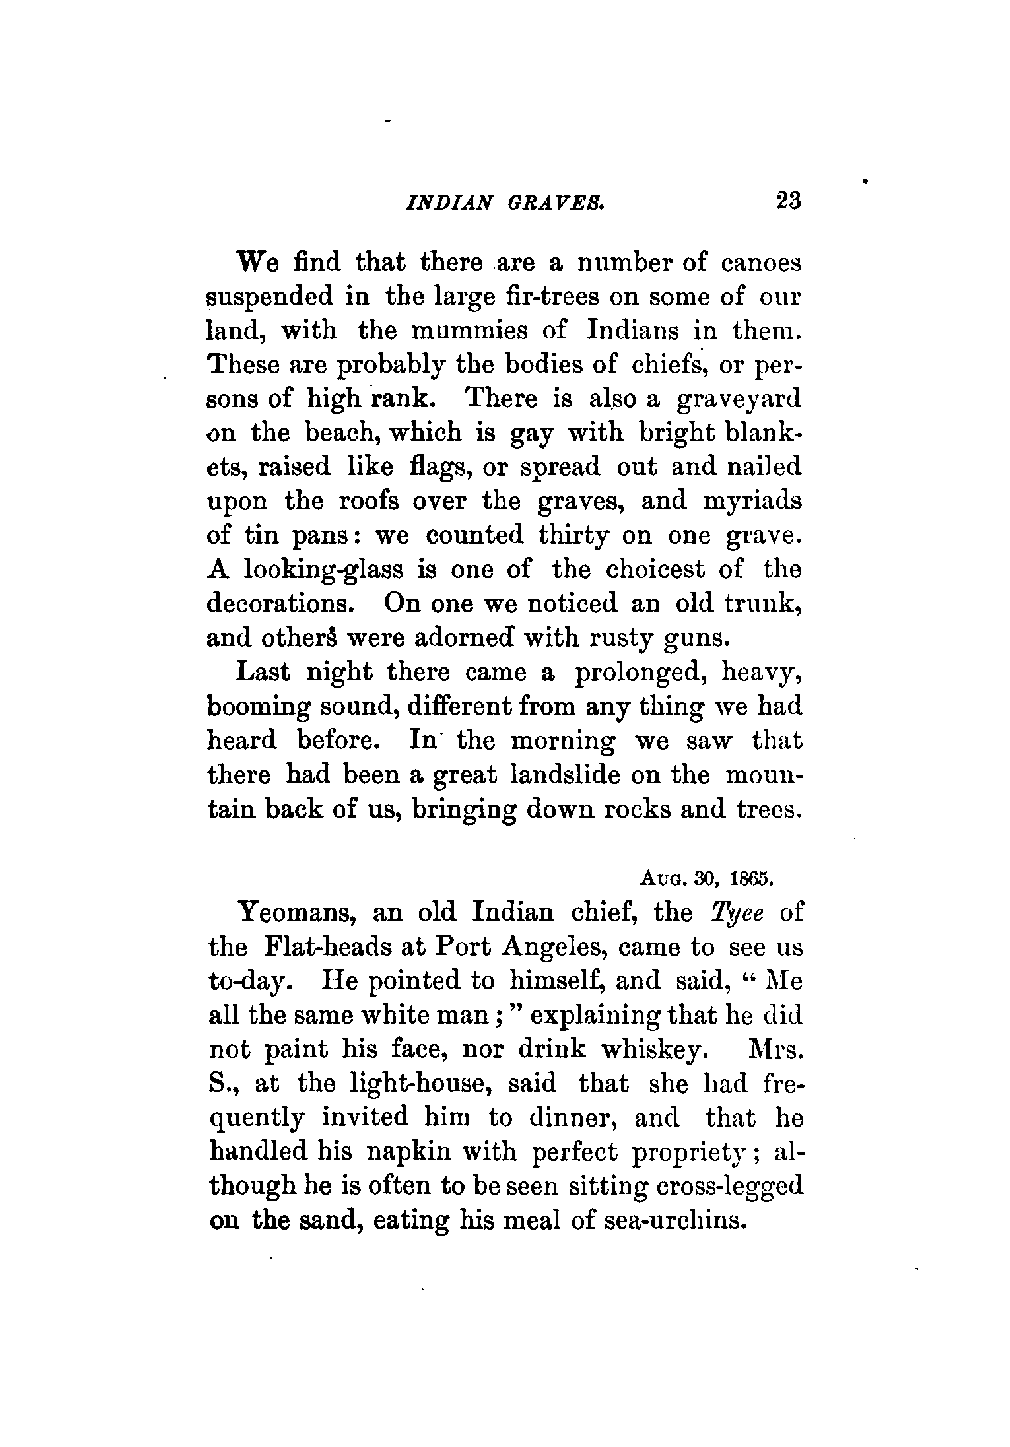 INDIAN GRAVES. 23
We find that there are a number of canoes
suspended in the large fir-trees on some of our
land, with the mummies of Indians in them.
These are probably the bodies of chiefs, or per-
sons of high rank. There is also a graveyard
on the beach, which is gay with bright blank-
ets, raised like flags, or spread out and nailed
upon the roofs over the graves, and myriads
of tin pans: we counted thirty on one grave.
A looking-glass is one of the choicest of the
decorations. On one we noticed an old trunk,
and others were adorned with rusty guns.
Last night there came a prolonged, heavy,
booming sound, different from any thing we had
heard before. In the morning we saw that
there had been a great landslide on the moun-
tain back of us, bringing down rocks and trees.
AUG. 30, 1865.
Yeomans, an old Indian chief, the Tyee of
the Flat-heads at Port Angeles, came to see us
to-day. He pointed to himself, and said, “ Me
all the same white man ; ” explaining that he did
not paint his face, nor drink whiskey. Mrs.
S., at the light-house, said that she had fre-
quently invited him to dinner, and that he
handled his napkin with perfect propriety ; al-
though he is often to be seen sitting cross-legged
on the sand, eating his meal of sea-urchins.